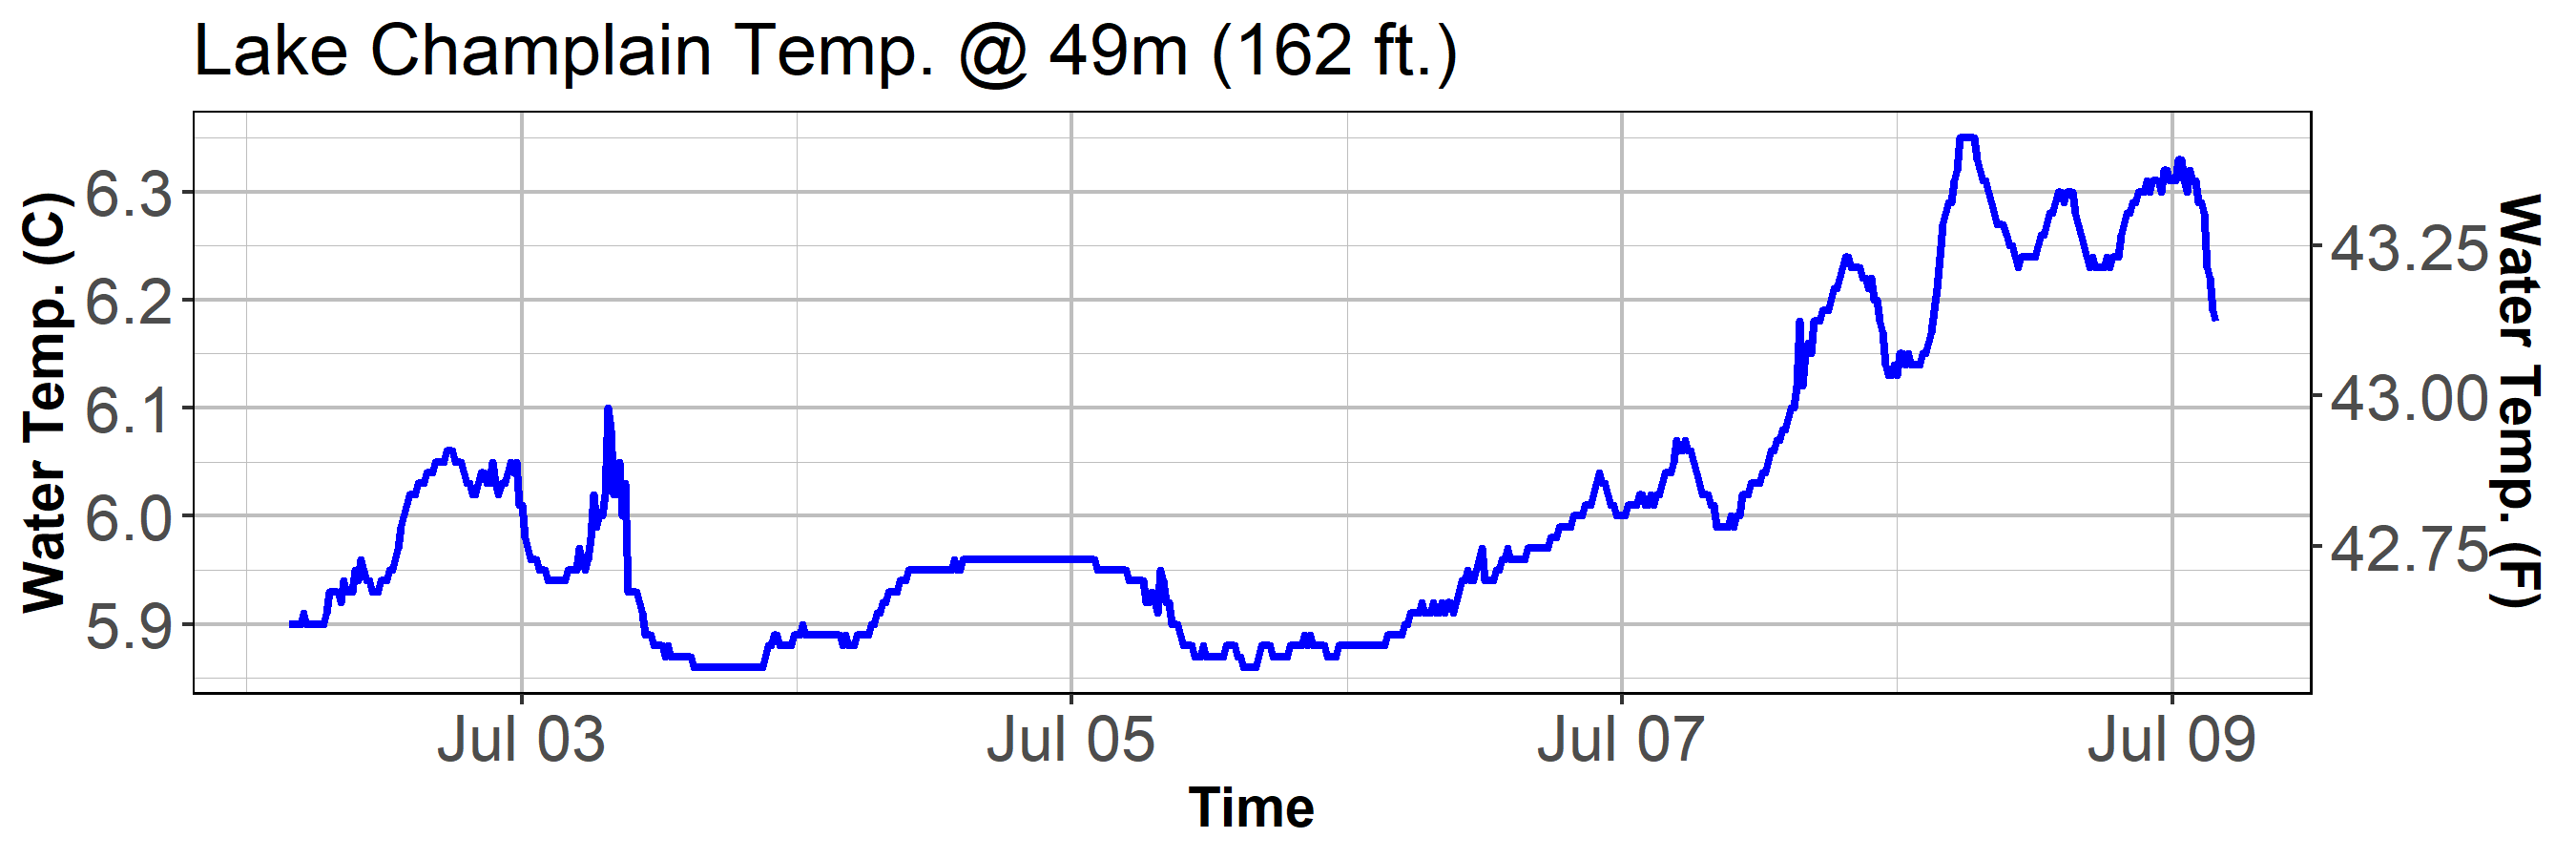 Lake Champlain Temp. @ 49m (162 ft.)
Water Temp. (C)
6.3
6.2
6.1
6.0
5.9
43.25
43.00
42.75
Water Temp. (F)
Jul 03 Jul 05 Jul 07 Jul 09
Time